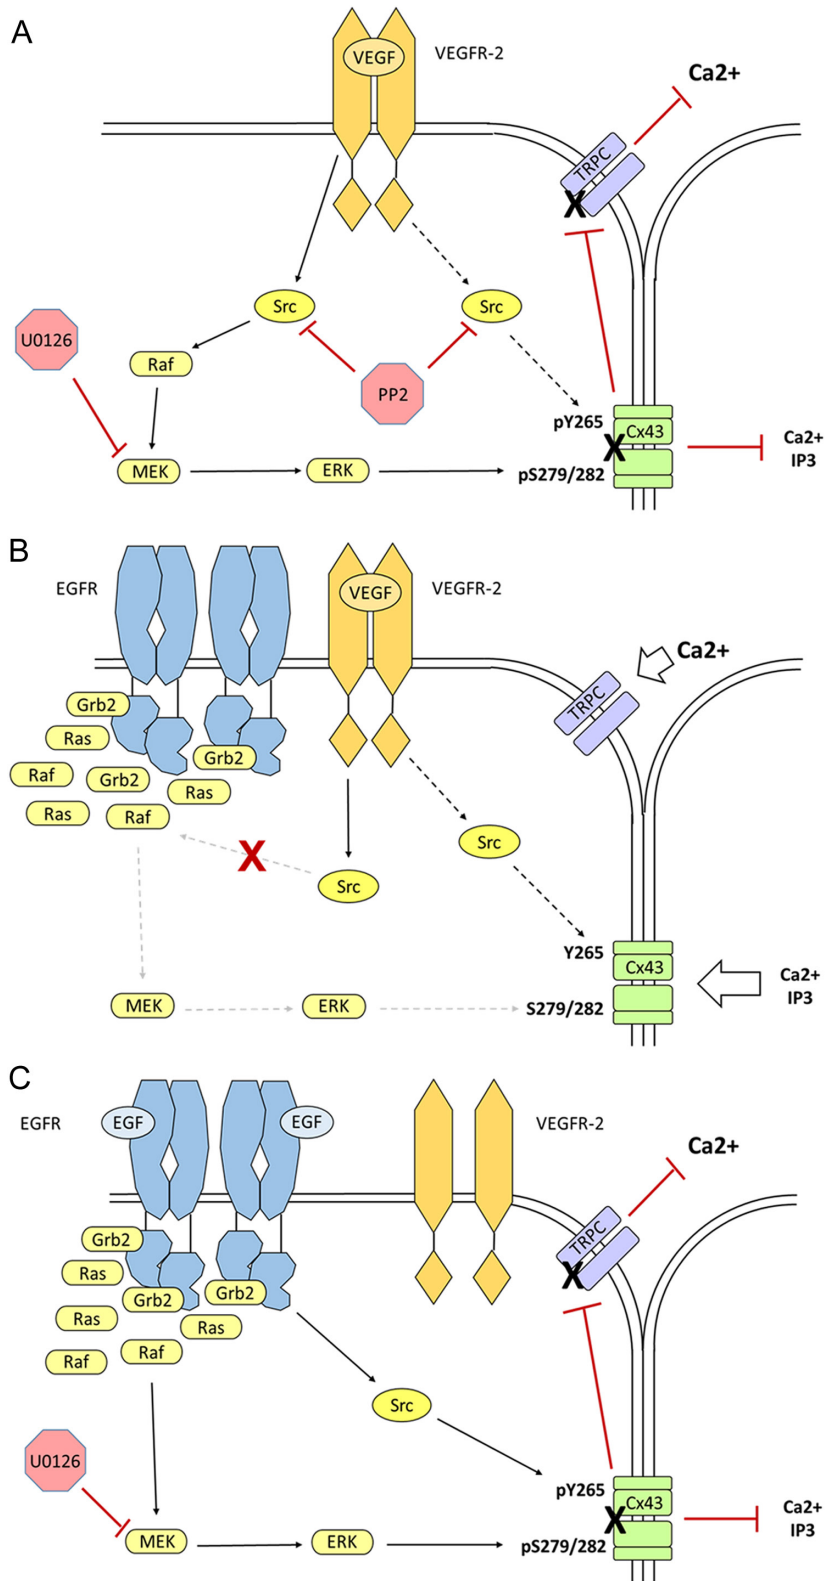 A
VEGF
VEGFR-2
Ca2+
TRPC
X
Src
Src
U0126
Raf
PP2
pY265
Cx43
X
Ca2+
IP3
MEK
ERK
pS279/282
B
EGFR
VEGF
VEGFR-2
Ca2+
TRPC
Grb2
Ras
Grb2
Raf
Grb2
Ras
Ras
Raf
Src
X
Src
Y265
Cx43
Ca2+
IP3
MEK
ERK
S279/282
C
EGFR
EGF
EGF
VEGFR-2
Ca2+
TRPC
X
Grb2
Ras
Grb2
Grb2
Ras
Ras
Raf
Raf
Src
U0126
pY265
Cx43
X
Ca2+
IP3
MEK
ERK
pS279/282